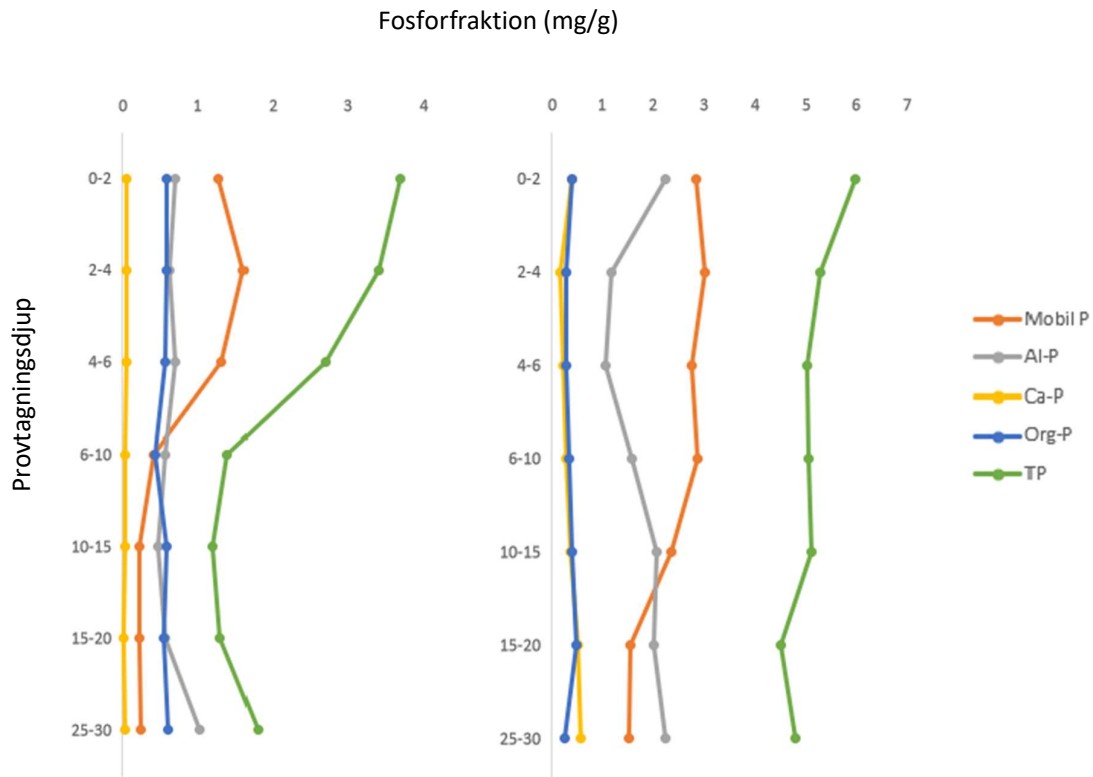 Fosforfraktion (mg/g)
0 1 2 3 4
0 1 2 3 4 5 6 7
Provtagningsdjup
0-2
2-4
4-6
6-10
10-15
15-20
25-30
0-2
2-4
4-6
6-10
10-15
15-20
25-30
Mobil P
Al-P
Ca-P
Org-P
TP